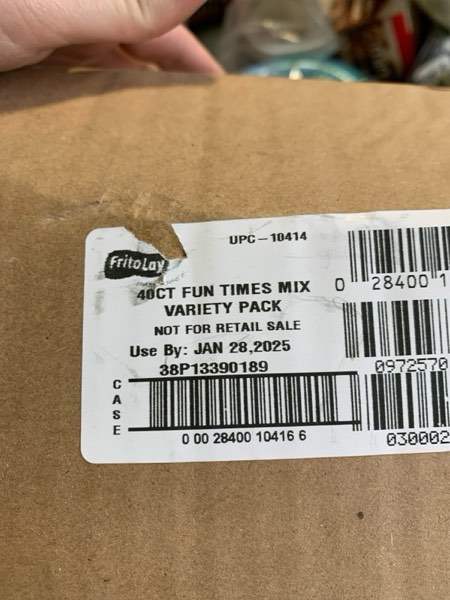 UPC-10414
FritoLay
40CT FUN TIMES MIX
VARIETY PACK
NOT FOR RETAIL SALE
Use By: JAN 28,2025
38P13390189
CASE
0 00 28400 10416 6
0 28400 1
0972570
030002